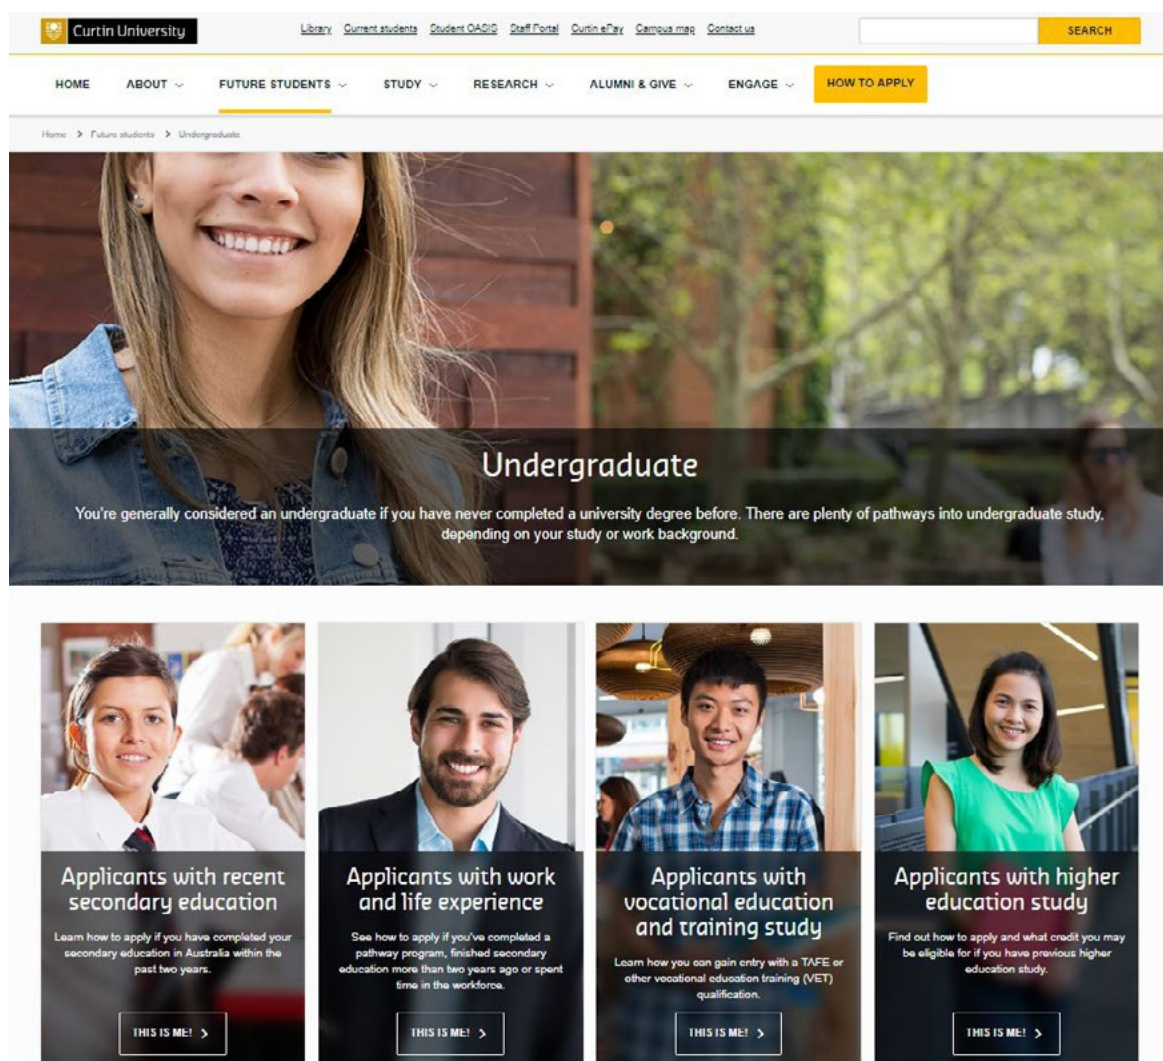 Curtin University
Library Current students Student OASIS Staff Portal Curtin ePay Campus map Contact us
SEARCH
HOME ABOUT FUTURE STUDENTS STUDY RESEARCH ALUMNI & GIVE ENGAGE HOW TO APPLY
Home > Future students > Undergraduate
Undergraduate
You're generally considered an undergraduate if you have never completed a university degree before. There are plenty of pathways into undergraduate study,
depending on your study or work background.
Applicants with recent
secondary education
Learn how to apply if you have completed your
secondary education in Australia within the
past two years.
THIS IS ME! >
Applicants with work
and life experience
See how to apply if you've completed a
pathway program, finished secondary
education more than two years ago or spent
time in the workforce.
THIS IS ME! >
Applicants with
vocational education
and training study
Learn how you can gain entry with a TAFE or
other vocational education training (VET)
qualification.
THIS IS ME! >
Applicants with higher
education study
Find out how to apply and what credit you may
be eligible for if you have previous higher
education study.
THIS IS ME! >